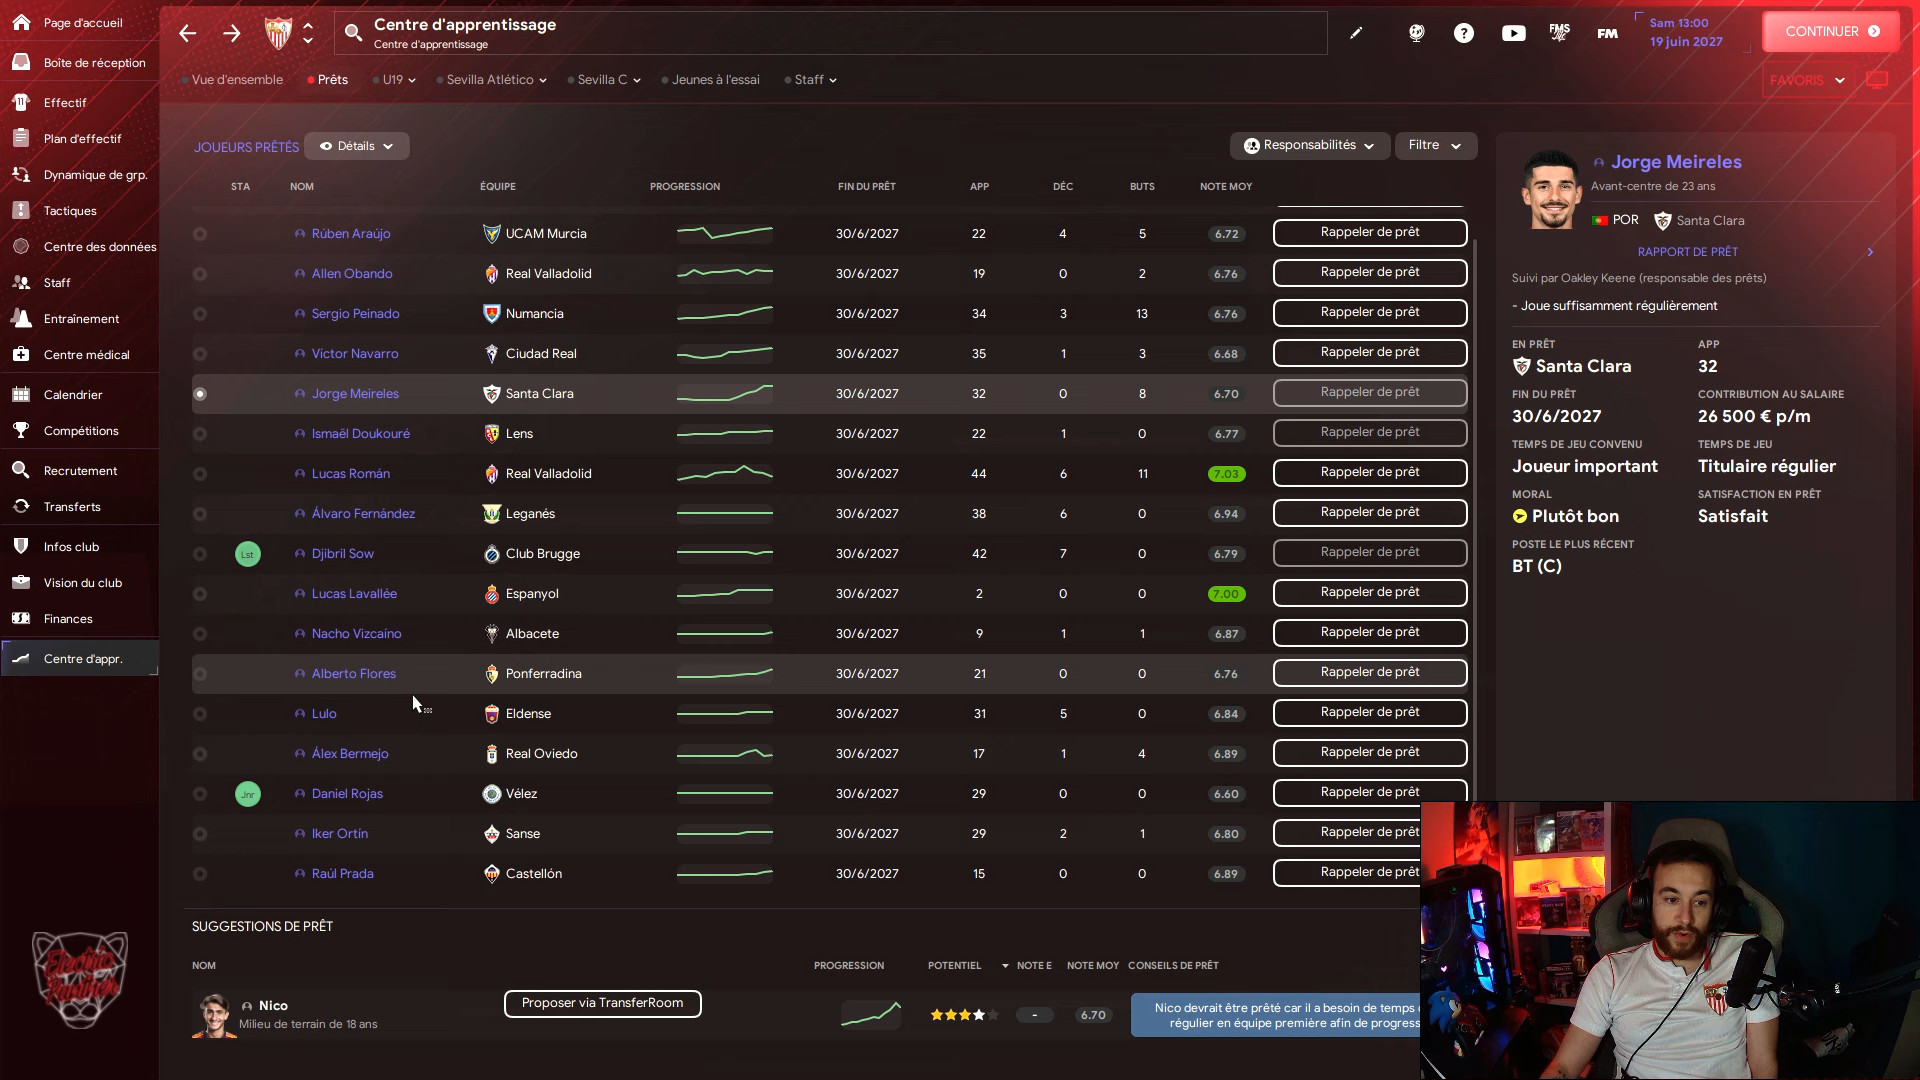 Page d'accueil
Boîte de réception
Effectif
Plan d'effectif
Dynamique de grp.
Tactiques
Centre des données
Staff
Entraînement
Centre médical
Calendrier
Compétitions
Recrutement
Transferts
Infos club
Vision du club
Finances
Centre d'appr.
Electric Panther
Centre d'apprentissage
Centre d'apprentissage
FMS
FM
Sam 13:00
19 juin 2027
CONTINUER
Vue d'ensemble
Prêts
U19
Sevilla Atlético
Sevilla C
Jeunes à l'essai
Staff
FAVORIS
JOUEURS PRÊTÉS
Détails
Responsabilités
Filtre
STA NOM ÉQUIPE PROGRESSION FIN DU PRÊT APP DÉC BUTS NOTE MOY
Rúben Araújo UCAM Murcia 30/6/2027 22 4 5 6.72 Rappeler de prêt
Allen Obando Real Valladolid 30/6/2027 19 0 2 6.76 Rappeler de prêt
Sergio Peinado Numancia 30/6/2027 34 3 13 6.76 Rappeler de prêt
Víctor Navarro Ciudad Real 30/6/2027 35 1 3 6.68 Rappeler de prêt
Jorge Meireles Santa Clara 30/6/2027 32 0 8 6.70 Rappeler de prêt
Ismaël Doukouré Lens 30/6/2027 22 1 0 6.77 Rappeler de prêt
Lucas Román Real Valladolid 30/6/2027 44 6 11 7.03 Rappeler de prêt
Álvaro Fernández Leganés 30/6/2027 38 6 0 6.94 Rappeler de prêt
Lst Djibril Sow Club Brugge 30/6/2027 42 7 0 6.79 Rappeler de prêt
Lucas Lavallée Espanyol 30/6/2027 2 0 0 7.00 Rappeler de prêt
Nacho Vizcaíno Albacete 30/6/2027 9 1 1 6.87 Rappeler de prêt
Alberto Flores Ponferradina 30/6/2027 21 0 0 6.76 Rappeler de prêt
Lulo Eldense 30/6/2027 31 5 0 6.84 Rappeler de prêt
Álex Bermejo Real Oviedo 30/6/2027 17 1 4 6.89 Rappeler de prêt
Jnr Daniel Rojas Vélez 30/6/2027 29 0 0 6.60 Rappeler de prêt
Iker Ortín Sanse 30/6/2027 29 2 1 6.80 Rappeler de prêt
Raúl Prada Castellón 30/6/2027 15 0 0 6.89 Rappeler de prêt
SUGGESTIONS DE PRÊT
NOM PROGRESSION POTENTIEL NOTE E NOTE MOY CONSEILS DE PRÊT
Nico
Milieu de terrain de 18 ans
Proposer via TransferRoom
-
6.70
Nico devrait être prêté car il a besoin de temps
régulier en équipe première afin de progress
Jorge Meireles
Avant-centre de 23 ans
POR
Santa Clara
RAPPORT DE PRÊT
Suivi par Oakley Keene (responsable des prêts)
- Joue suffisamment régulièrement
EN PRÊT APP
Santa Clara 32
FIN DU PRÊT CONTRIBUTION AU SALAIRE
30/6/2027 26 500 € p/m
TEMPS DE JEU CONVENU TEMPS DE JEU
Joueur important Titulaire régulier
MORAL SATISFACTION EN PRÊT
Plutôt bon Satisfait
POSTE LE PLUS RÉCENT
BT (C)